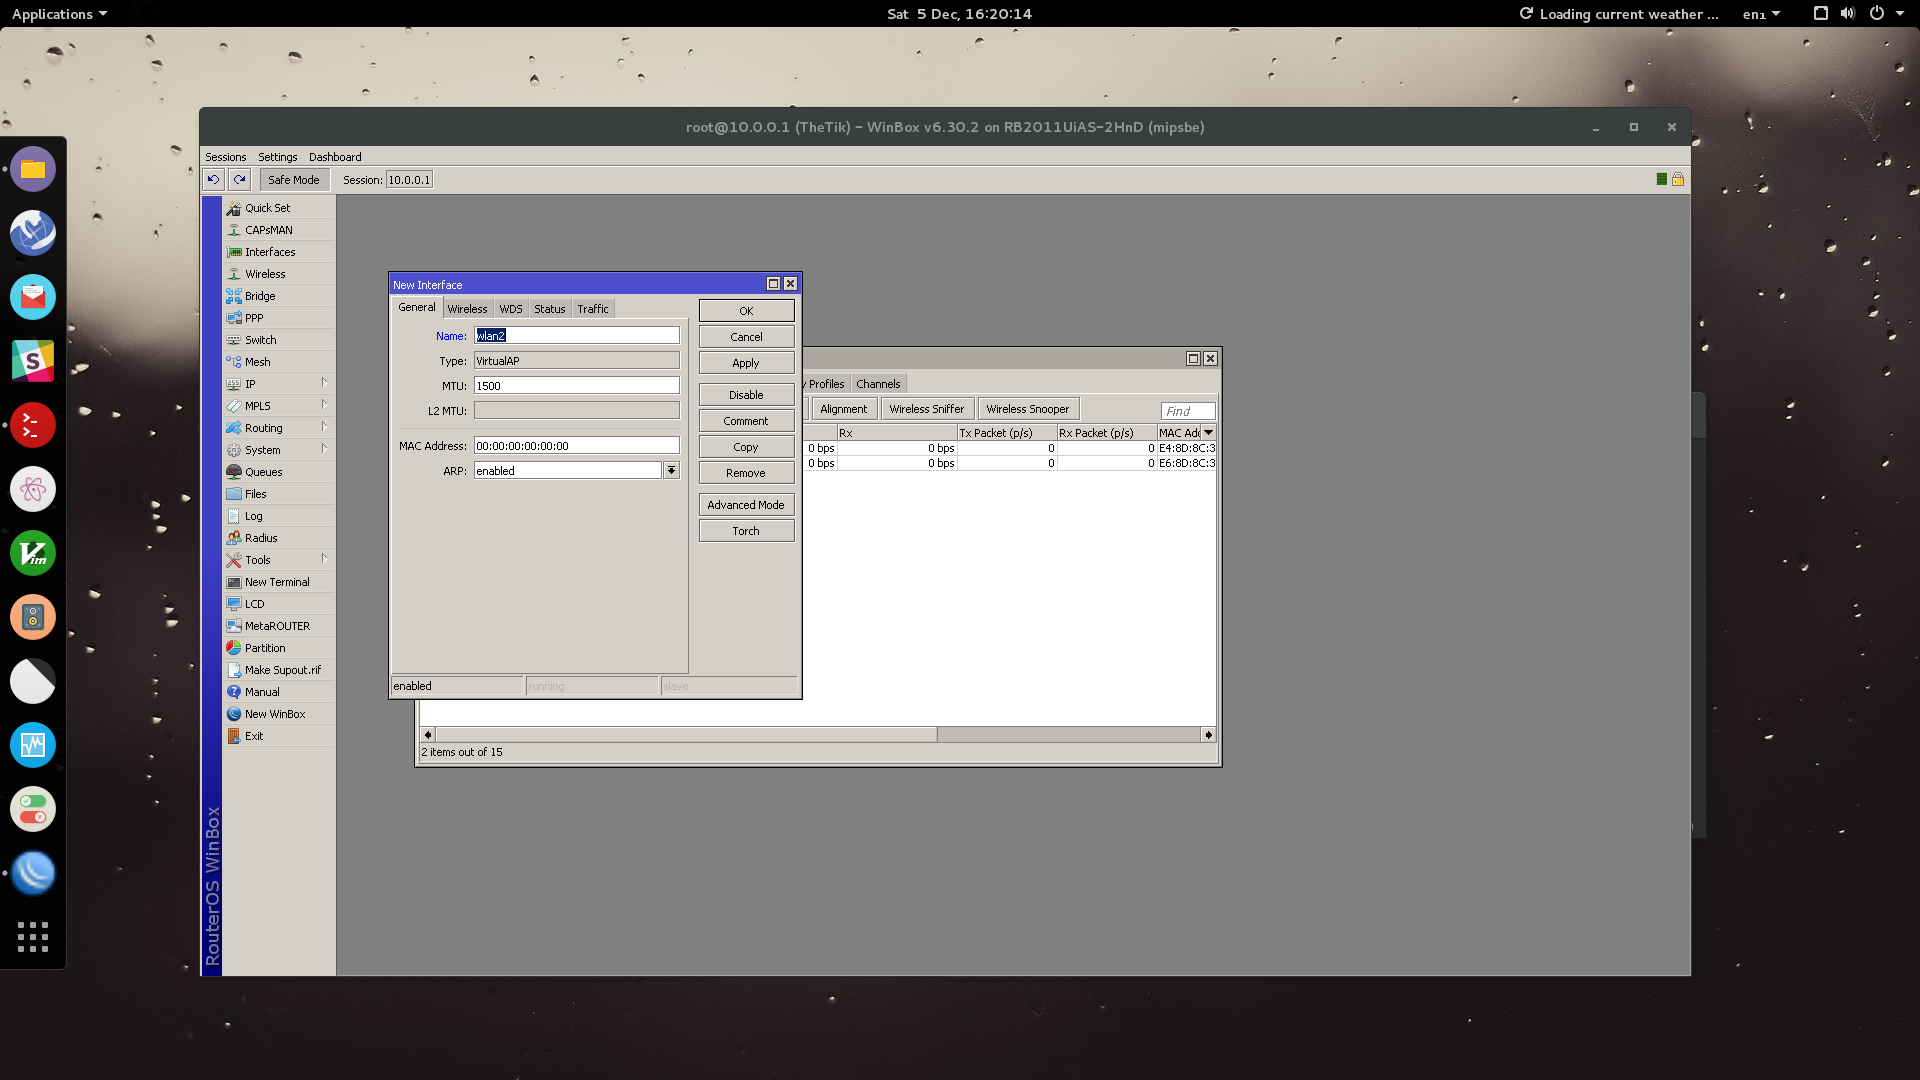 Applications
Sat 5 Dec, 16:20:14
Loading current weather ...
en₁
root@10.0.0.1 (TheTik) - WinBox v6.30.2 on RB2011UiAS-2HnD (mipsbe)
Sessions Settings Dashboard
Safe Mode Session: 10.0.0.1
Quick Set
CAPsMAN
Interfaces
Wireless
Bridge
PPP
Switch
Mesh
IP
MPLS
Routing
System
Queues
Files
Log
Radius
Tools
New Terminal
LCD
MetaROUTER
Partition
Make Supout.rif
Manual
New WinBox
Exit
RouterOS WinBox
New Interface
General Wireless WDS Status Traffic
Name: wlan2
Type: VirtualAP
MTU: 1500
L2 MTU:
MAC Address: 00:00:00:00:00:00
ARP: enabled
OK
Cancel
Apply
Disable
Comment
Copy
Remove
Advanced Mode
Torch
enabled running slave
Profiles Channels
Alignment Wireless Sniffer Wireless Snooper Find
Rx Tx Packet (p/s) Rx Packet (p/s) MAC Add
0 bps 0 bps 0 0 E4:8D:8C:3
0 bps 0 bps 0 0 E6:8D:8C:3
2 items out of 15
Vim